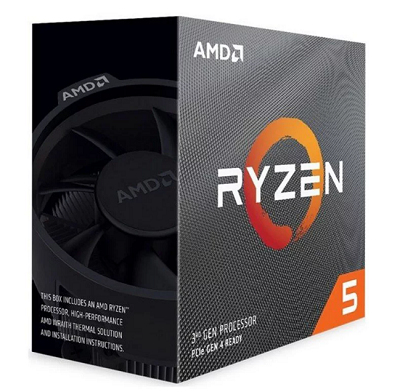 AMD
RYZEN
5
3RD GEN PROCESSOR
PCIe GEN 4 READY
RYZEN
AMD
THIS BOX INCLUDES AN AMD RYZEN™
PROCESSOR, HIGH-PERFORMANCE
AMD WRAITH THERMAL SOLUTION
AND INSTALLATION INSTRUCTIONS.